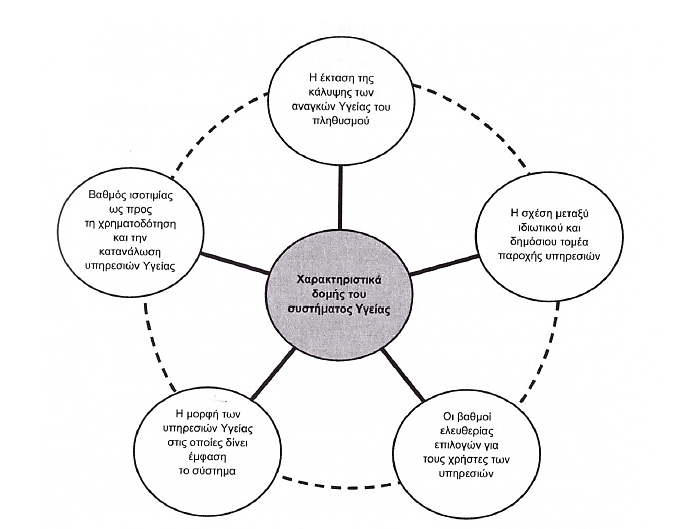 Η έκταση της
κάλυψης των
αναγκών Υγείας του
πληθυσμού
Βαθμός ισοτιμίας
ως προς
τη χρηματοδότηση
και την
κατανάλωση
υπηρεσιών Υγείας
Η σχέση μεταξύ
ιδιωτικού και
δημόσιου τομέα
παροχής υπηρεσιών
Χαρακτηριστικά
δομής του
συστήματος Υγείας
Η μορφή των
υπηρεσιών Υγείας
στις οποίες δίνει
έμφαση
το σύστημα
Οι βαθμοί
ελευθερίας
επιλογών για
τους χρήστες των
υπηρεσιών